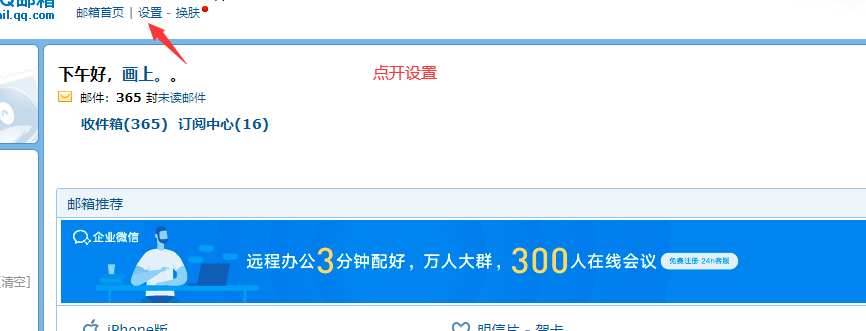 Q邮箱
ail.qq.com
邮箱首页 | 设置 - 换肤
下午好，画上。。
点开设置
邮件：365 封未读邮件
收件箱(365) 订阅中心(16)
邮箱推荐
企业微信
远程办公3分钟配好，万人大群，300人在线会议
免费注册 24h客服
[清空]
iPhone版
明信片 - 贺卡